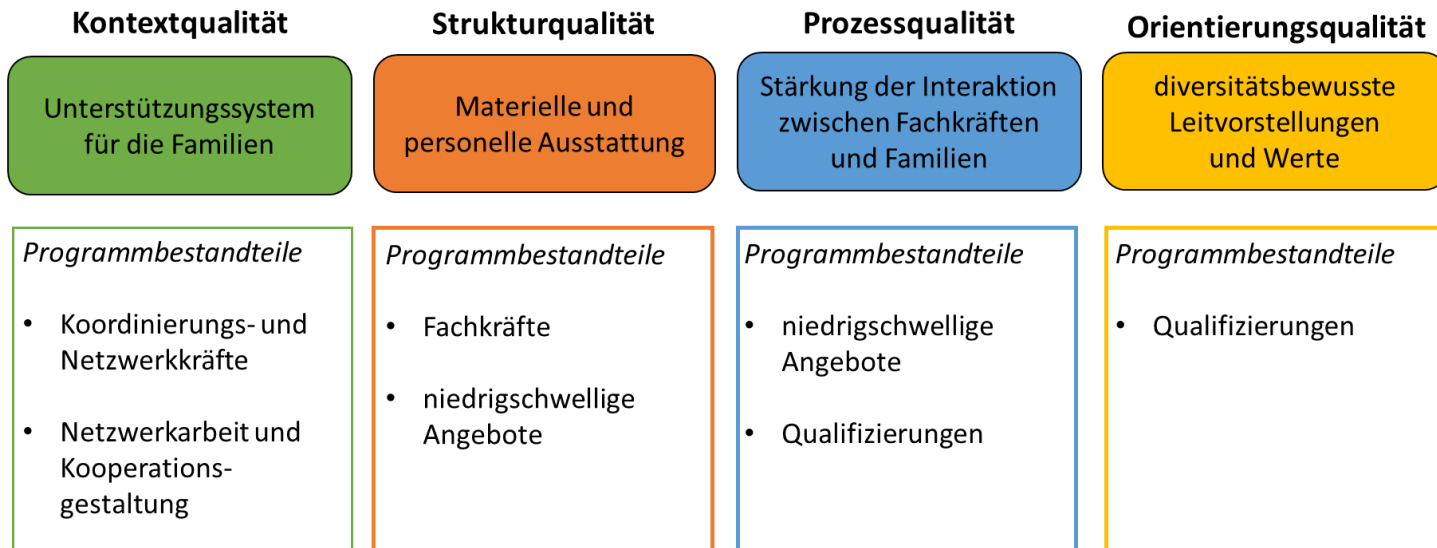 Kontextqualität
Unterstützungssystem
für die Familien
Programmbestandteile
• Koordinierungs- und
Netzwerkkräfte
• Netzwerkarbeit und
Kooperations-
gestaltung
Strukturqualität
Materielle und
personelle Ausstattung
Programmbestandteile
• Fachkräfte
• niedrigschwellige
Angebote
Prozessqualität
Stärkung der Interaktion
zwischen Fachkräften
und Familien
Programmbestandteile
• niedrigschwellige
Angebote
• Qualifizierungen
Orientierungsqualität
diversitätsbewusste
Leitvorstellungen
und Werte
Programmbestandteile
• Qualifizierungen